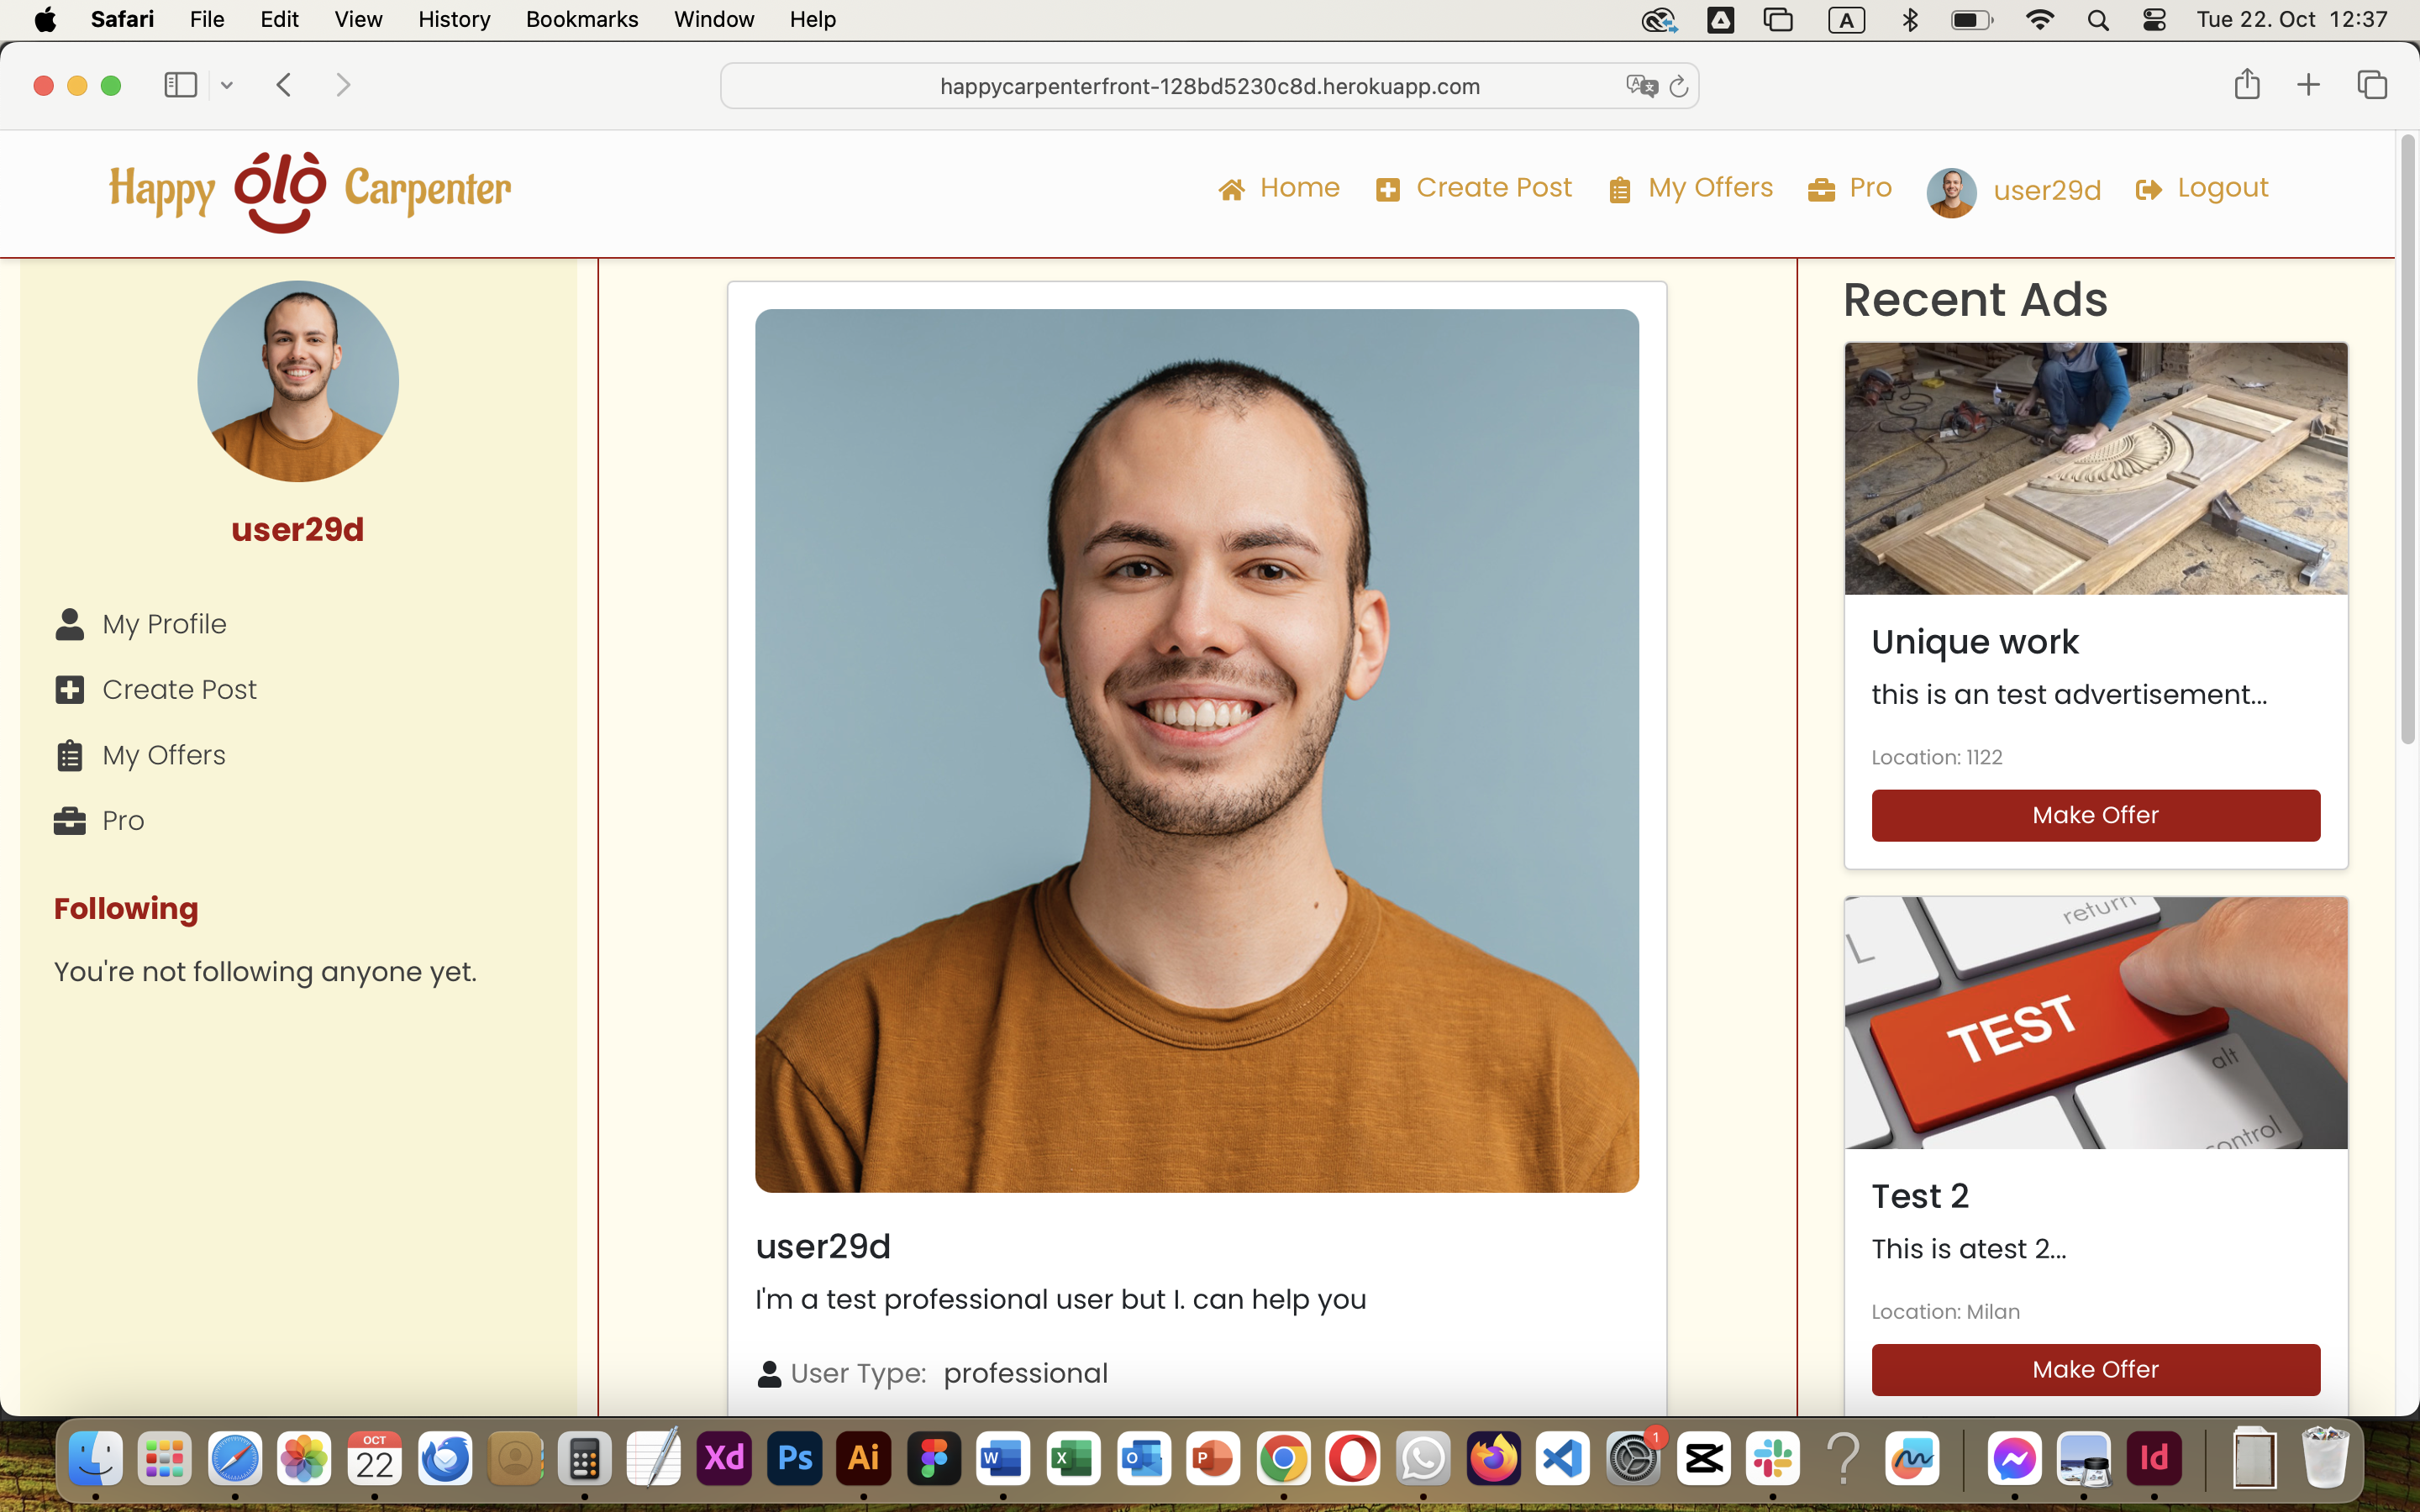 Safari File Edit View History Bookmarks Window Help
A
Tue 22. Oct 12:37
happycarpenterfront-128bd5230c8d.herokuapp.com
Happy ólò Carpenter
Home Create Post My Offers Pro user29d Logout
user29d
My Profile
Create Post
My Offers
Pro
Following
You're not following anyone yet.
user29d
I'm a test professional user but I. can help you
User Type: professional
Recent Ads
Unique work
this is an test advertisement...
Location: 1122
Make Offer
return
L
TEST
alt
control
Test 2
This is atest 2...
Location: Milan
Make Offer
OCT
22
Xd
Ps
Ai
W
X
O
P
1
?
Id